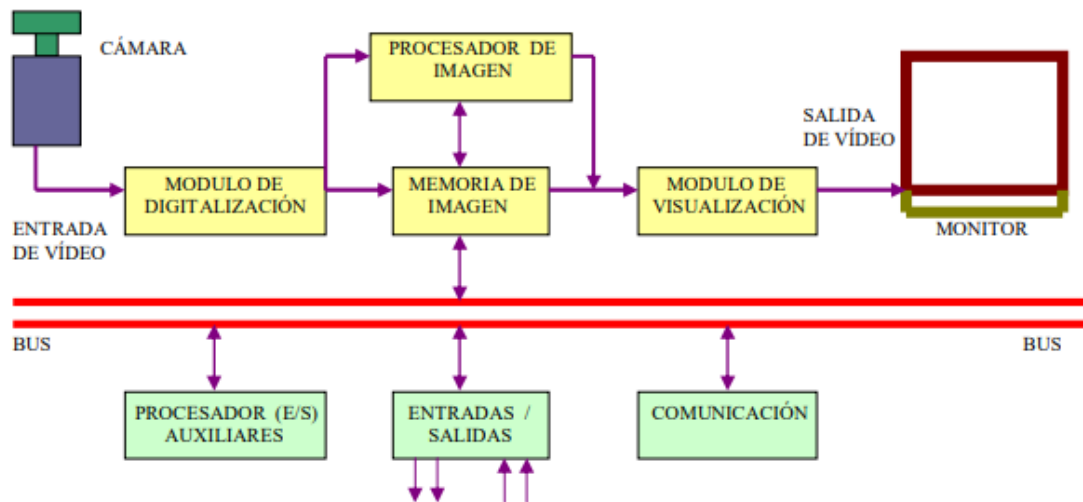 CÁMARA
PROCESADOR DE
IMAGEN
SALIDA
DE VÍDEO
MODULO DE
DIGITALIZACIÓN
MEMORIA DE
IMAGEN
MODULO DE
VISUALIZACIÓN
ENTRADA
DE VÍDEO
MONITOR
BUS
BUS
PROCESADOR (E/S)
AUXILIARES
ENTRADAS /
SALIDAS
COMUNICACIÓN